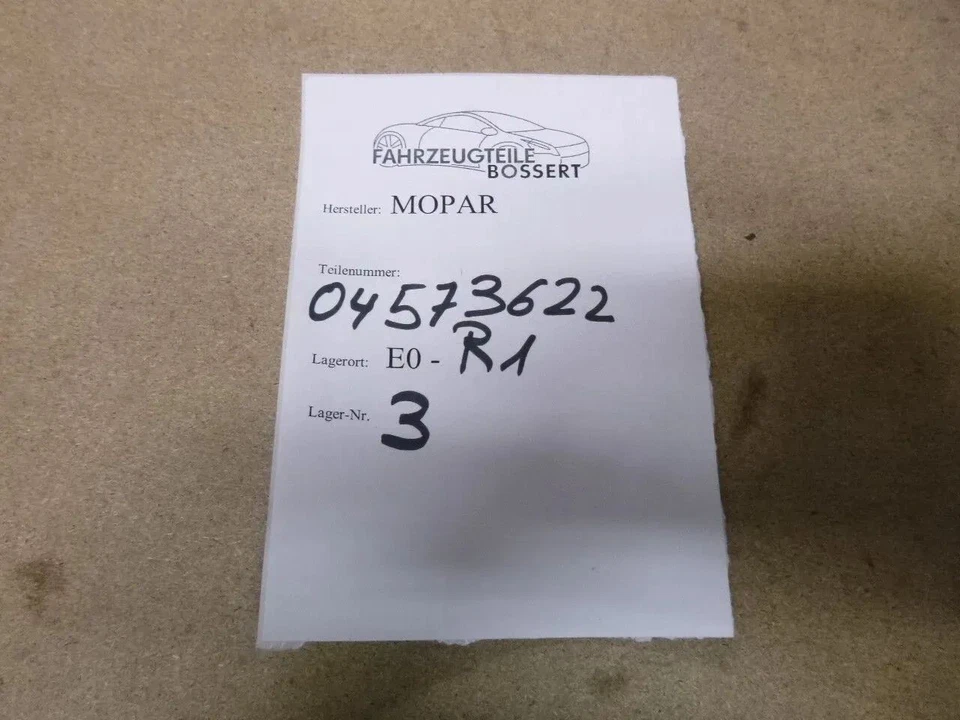 FAHRZEUGTEILE
BOSSERT
Hersteller: MOPAR
Teilenummer:
04573622
Lagerort: E0 - R1
Lager-Nr. 3